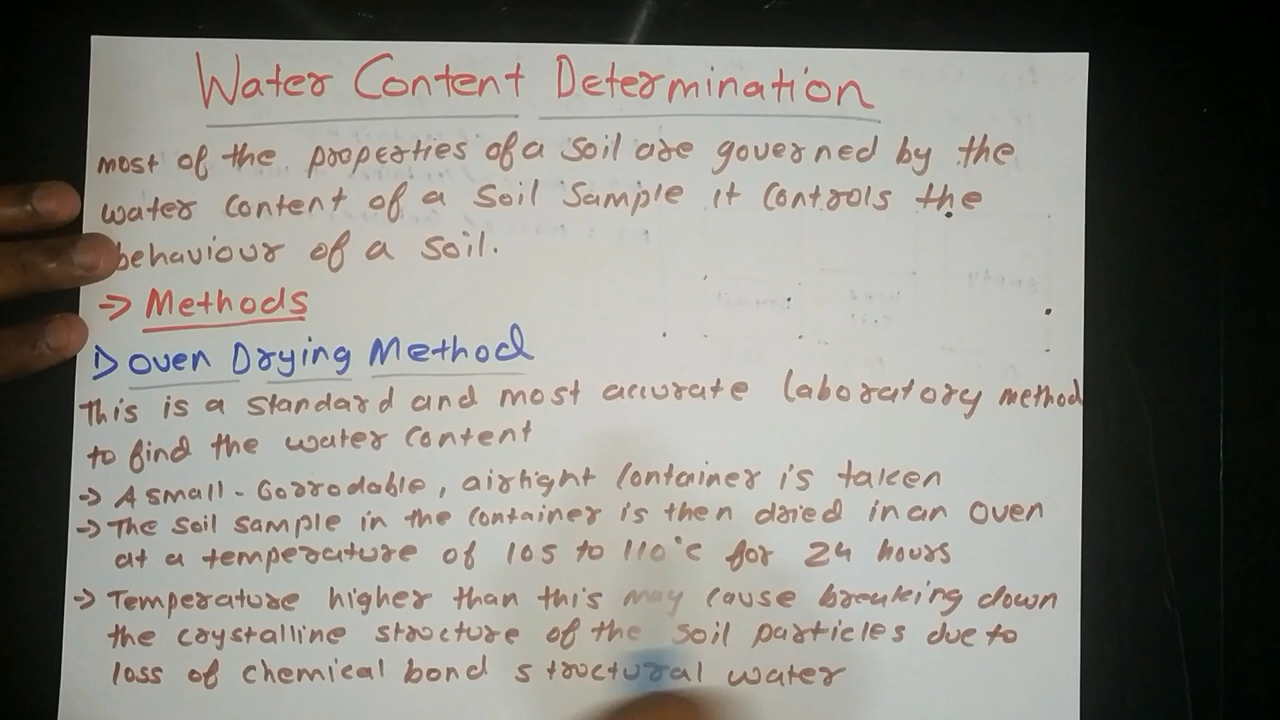 Water Content Determination
most of the properties of a soil are governed by the
water content of a soil sample it controls the
behaviour of a soil.
→ Methods
oven Drying Method
This is a standard and most accurate laboratory method
to find the water content
→ A small - Corrodable, airtight container is taken
→ The soil sample in the container is then dried in an oven
at a temperature of 105 to 110°c for 24 hours
→ Temperature higher than this may cause breaking down
the crystalline structure of the soil particles due to
loss of chemical bond structural water